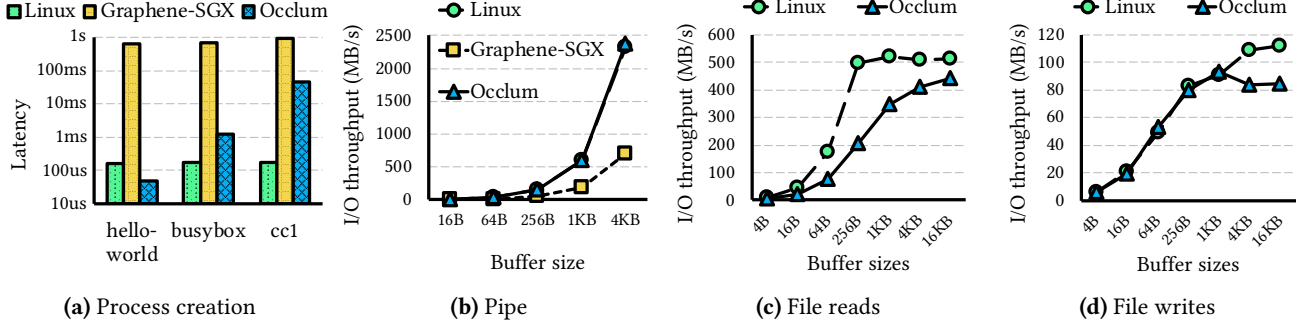 Linux Graphene-SGX Occlum
Latency
1s
100ms
10ms
1ms
100us
10us
hello-
world
busybox
cc1
(a) Process creation
Linux
Graphene-SGX
Occlum
I/O throughput (MB/s)
2500
2000
1500
1000
500
0
16B 64B 256B 1KB 4KB
Buffer size
(b) Pipe
Linux Occlum
I/O throughput (MB/s)
600
500
400
300
200
100
0
4B 16B 64B 256B 1KB 4KB 16KB
Buffer sizes
(c) File reads
Linux Occlum
I/O throughput (MB/s)
120
100
80
60
40
20
0
4B 16B 64B 256B 1KB 4KB 16KB
Buffer sizes
(d) File writes